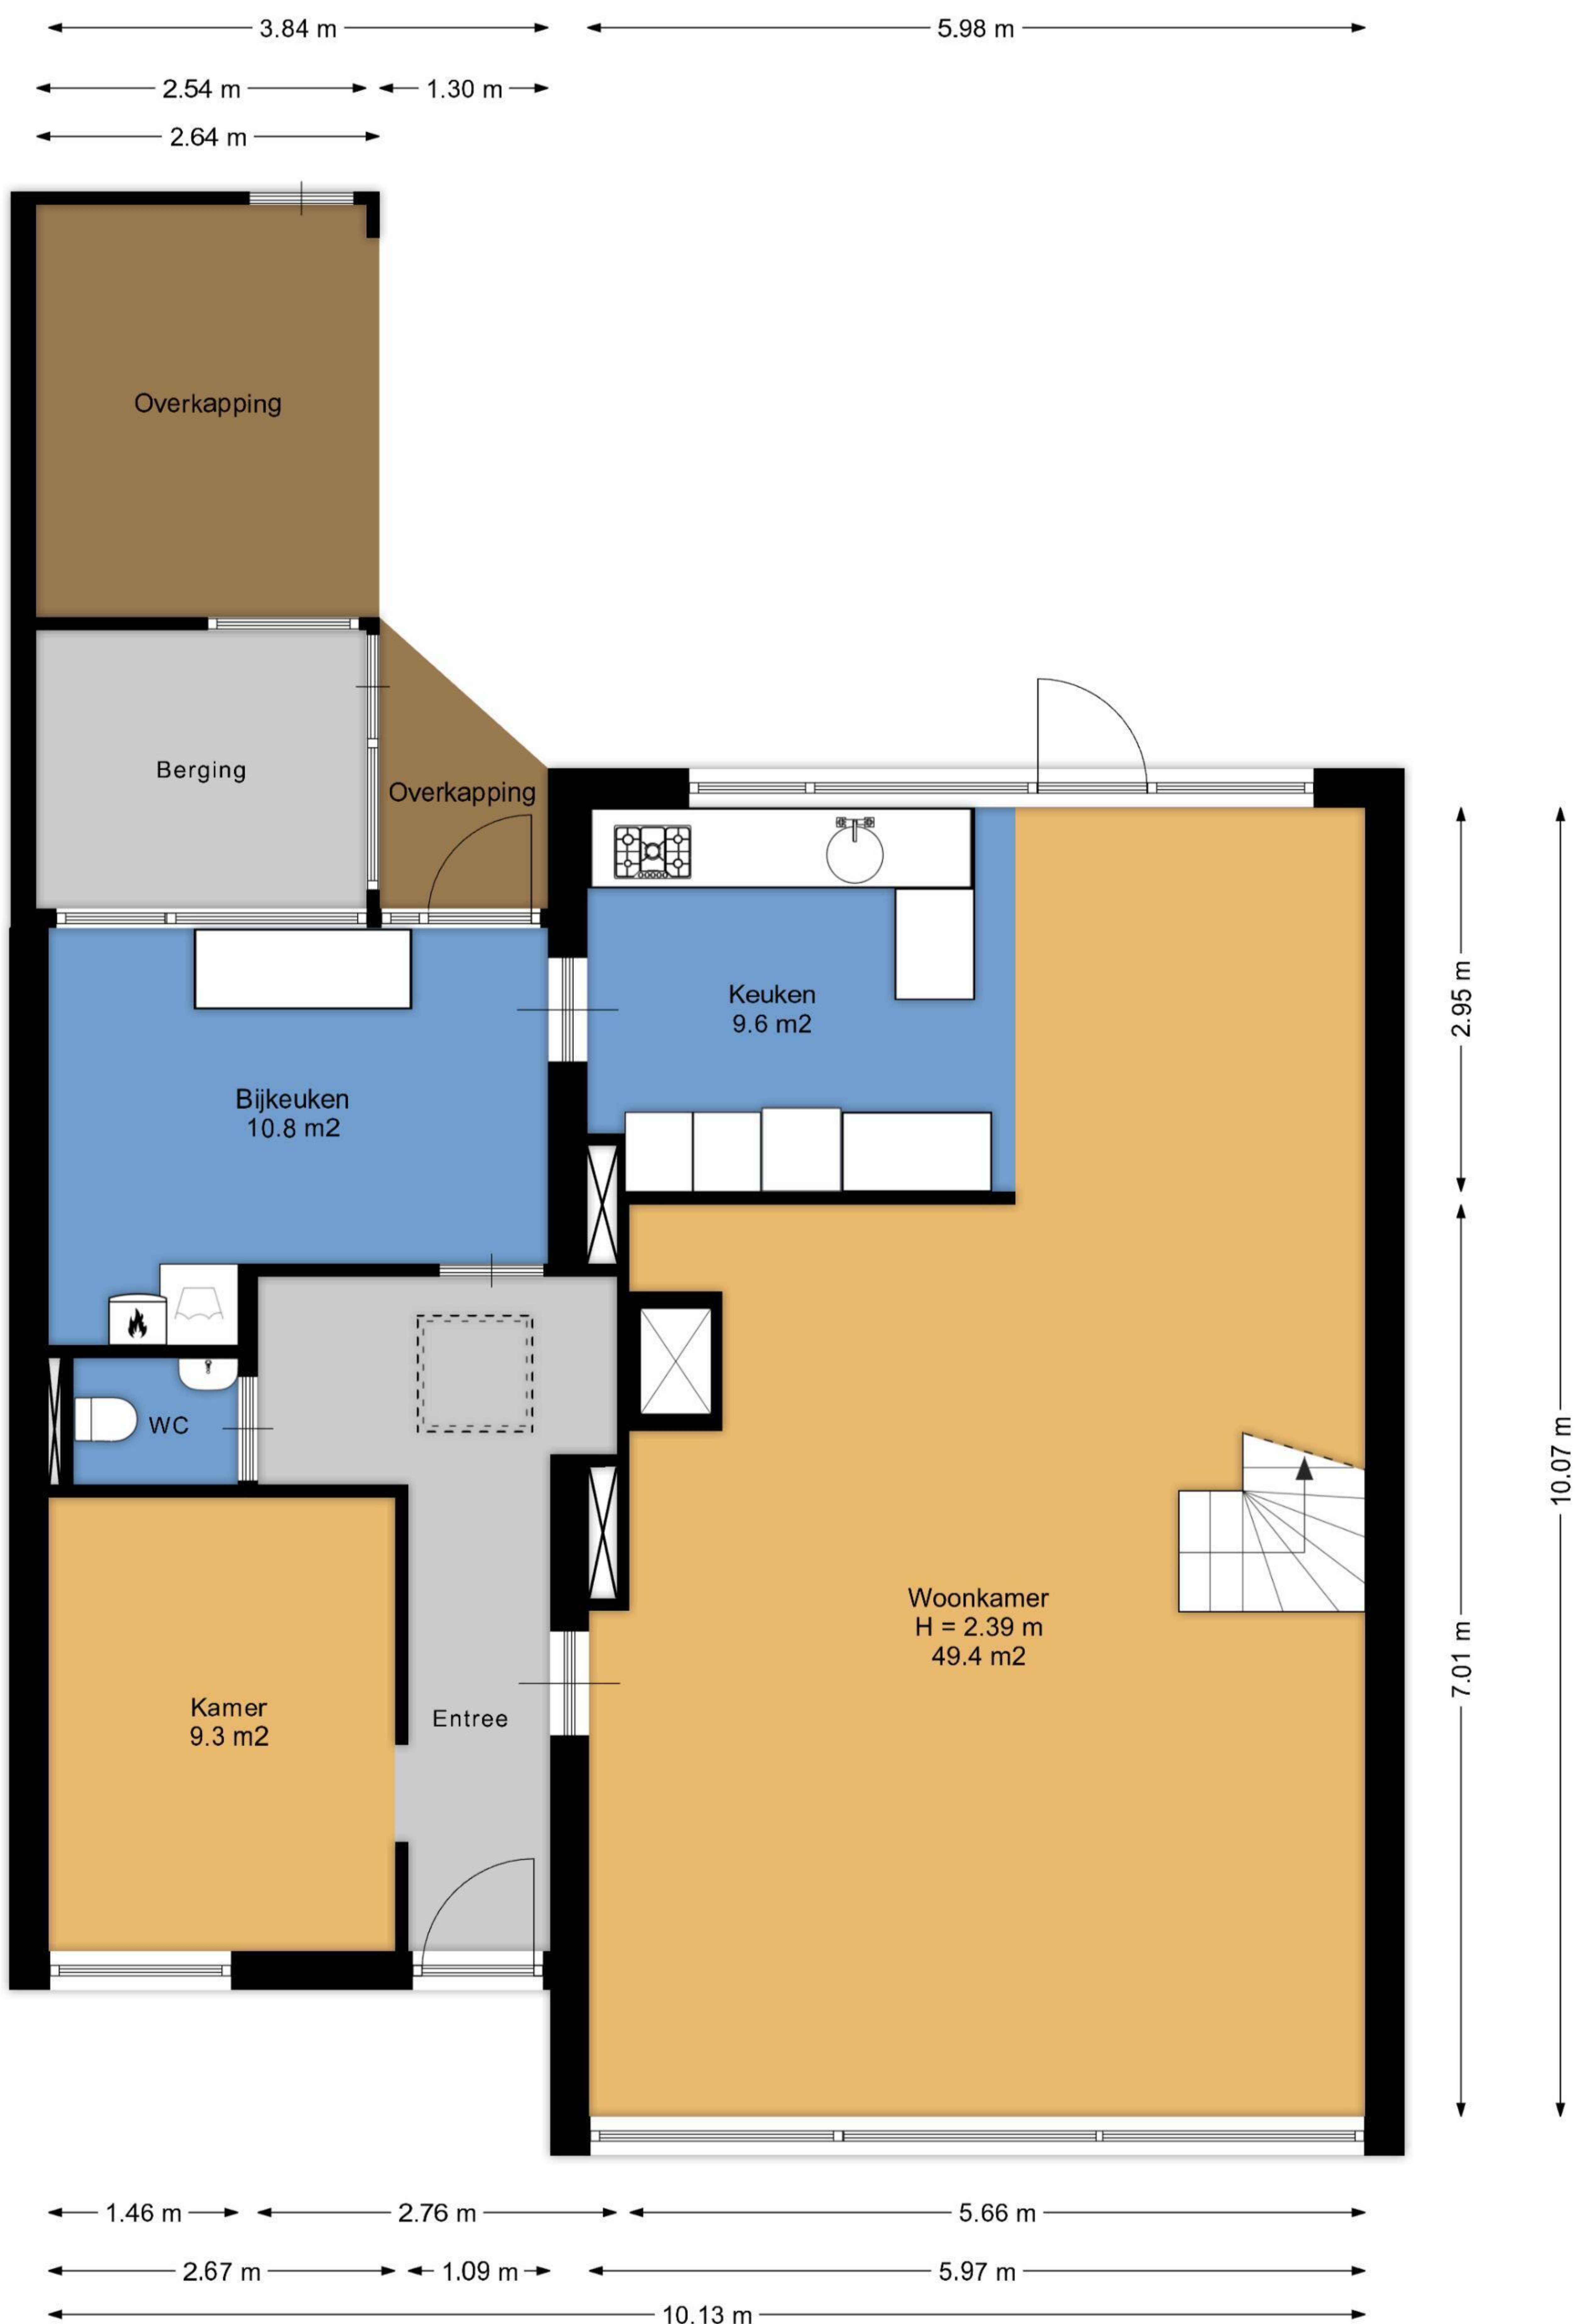 3.84 m
5.98 m
2.54 m
1.30 m
2.64 m
Overkapping
Berging
Overkapping
Keuken
9.6 m2
2.95 m
Bijkeuken
10.8 m2
10.07 m
WC
Woonkamer
H = 2.39 m
49.4 m2
7.01 m
Kamer
9.3 m2
Entree
1.46 m
2.76 m
5.66 m
2.67 m
1.09 m
5.97 m
10.13 m